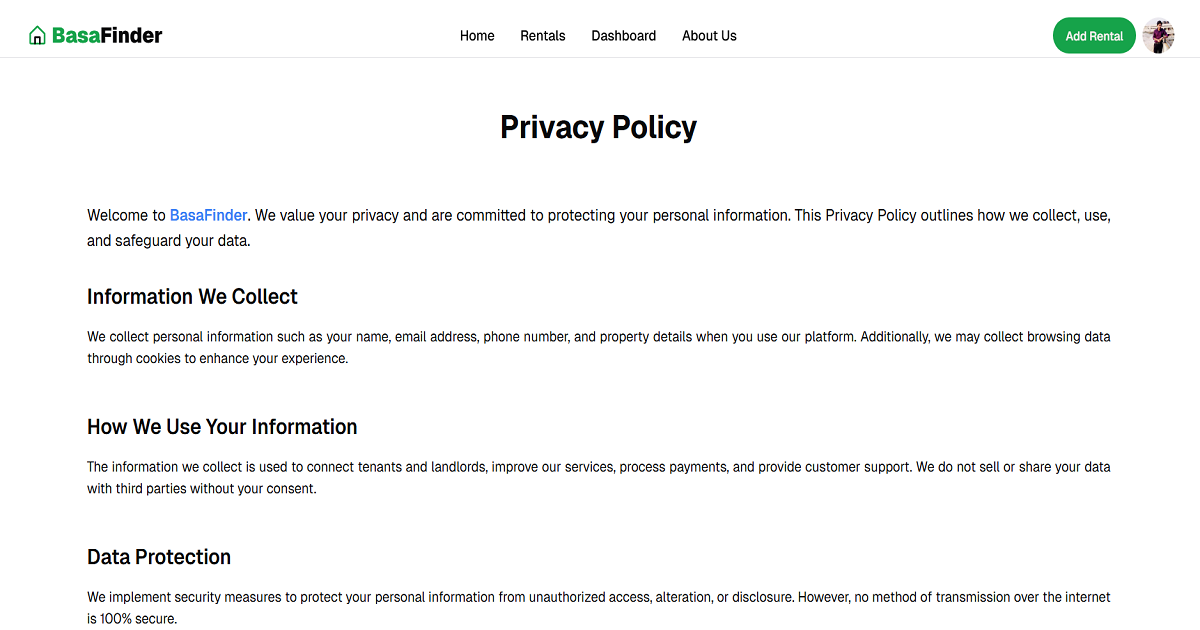 BasaFinder
Home
Rentals
Dashboard
About Us
Add Rental
Privacy Policy
Welcome to BasaFinder. We value your privacy and are committed to protecting your personal information. This Privacy Policy outlines how we collect, use,
and safeguard your data.
Information We Collect
We collect personal information such as your name, email address, phone number, and property details when you use our platform. Additionally, we may collect browsing data
through cookies to enhance your experience.
How We Use Your Information
The information we collect is used to connect tenants and landlords, improve our services, process payments, and provide customer support. We do not sell or share your data
with third parties without your consent.
Data Protection
We implement security measures to protect your personal information from unauthorized access, alteration, or disclosure. However, no method of transmission over the internet
is 100% secure.